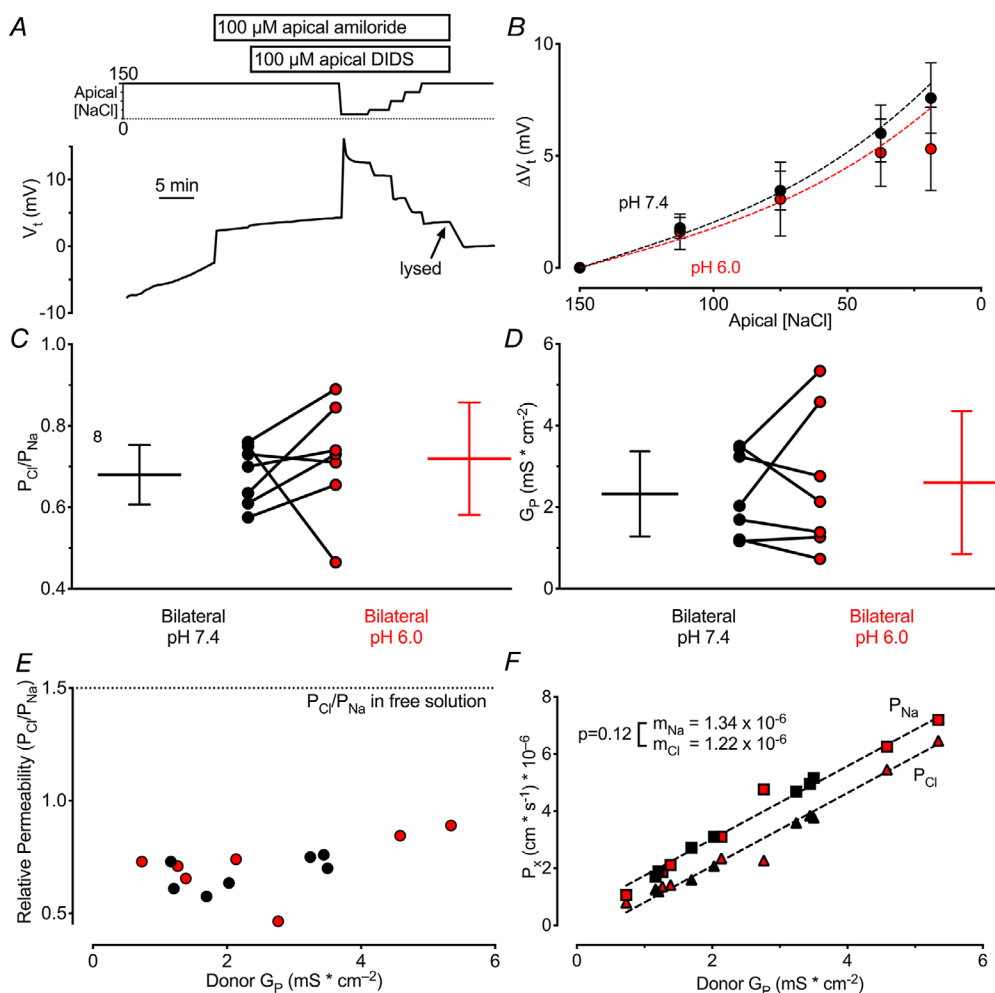 A
100 µM apical amiloride
100 µM apical DIDS
150
Apical
[NaCl]
0
10
0
-10
Vt (mV)
5 min
lysed
B
10
5
0
ΔVt (mV)
pH 7.4
pH 6.0
150 100 50 0
Apical [NaCl]
C
1.0
0.8
0.6
0.4
PCl/PNa
8
Bilateral
pH 7.4
Bilateral
pH 6.0
D
6
4
2
0
GP (mS * cm–2)
Bilateral
pH 7.4
Bilateral
pH 6.0
E
1.5
1.0
0.5
Relative Permeability (PCl/PNa)
PCl/PNa in free solution
0 2 4 6
Donor GP (mS * cm–2)
F
8
6
4
2
0
Px (cm * s–1) * 10–6
p=0.12
mNa = 1.34 x 10-6
mCl = 1.22 x 10-6
PNa
PCl
0 2 4 6
Donor GP (mS * cm–2)